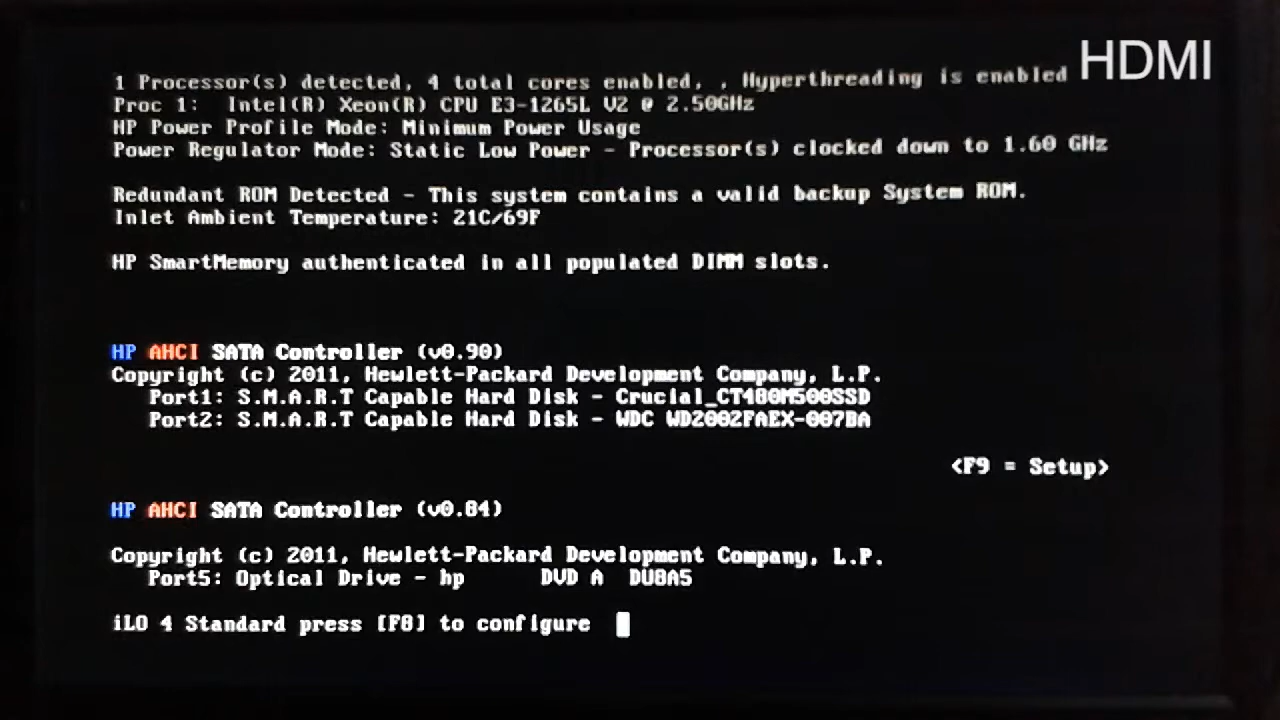 HDMI
1 Processor(s) detected, 4 total cores enabled, , Hyperthreading is enabled
Proc 1: Intel(R) Xeon(R) CPU E3-1265L V2 @ 2.50GHz
HP Power Profile Mode: Minimum Power Usage
Power Regulator Mode: Static Low Power - Processor(s) clocked down to 1.60 GHz
Redundant ROM Detected - This system contains a valid backup System ROM.
Inlet Ambient Temperature: 21C/69F
HP SmartMemory authenticated in all populated DIMM slots.
HP AHCI SATA Controller (v0.90)
Copyright (c) 2011, Hewlett-Packard Development Company, L.P.
Port1: S.M.A.R.T Capable Hard Disk - Crucial_CT480M500SSD
Port2: S.M.A.R.T Capable Hard Disk - WDC WD2002FAEX-007BA
<F9 = Setup>
HP AHCI SATA Controller (v0.84)
Copyright (c) 2011, Hewlett-Packard Development Company, L.P.
Port5: Optical Drive - hp DVD A DU8A5
iLO 4 Standard press [F8] to configure